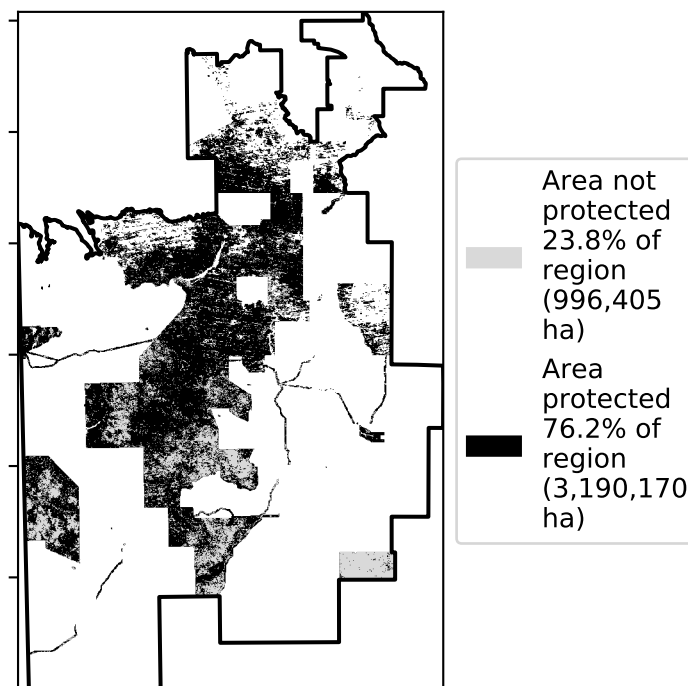 Area not
protected
23.8% of
region
(996,405
ha)
Area
protected
76.2% of
region
(3,190,170
ha)